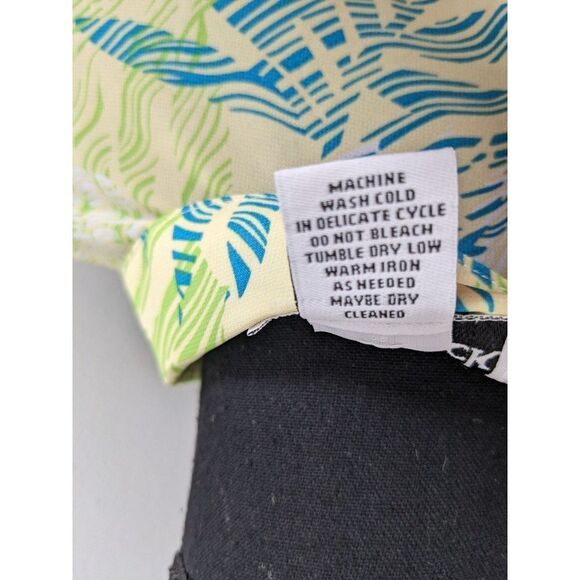 MACHINE
WASH COLD
IN DELICATE CYCLE
DO NOT BLEACH
TUMBLE DRY LOW
WARM IRON
AS NEEDED
MAYBE DRY
CLEANED
CK